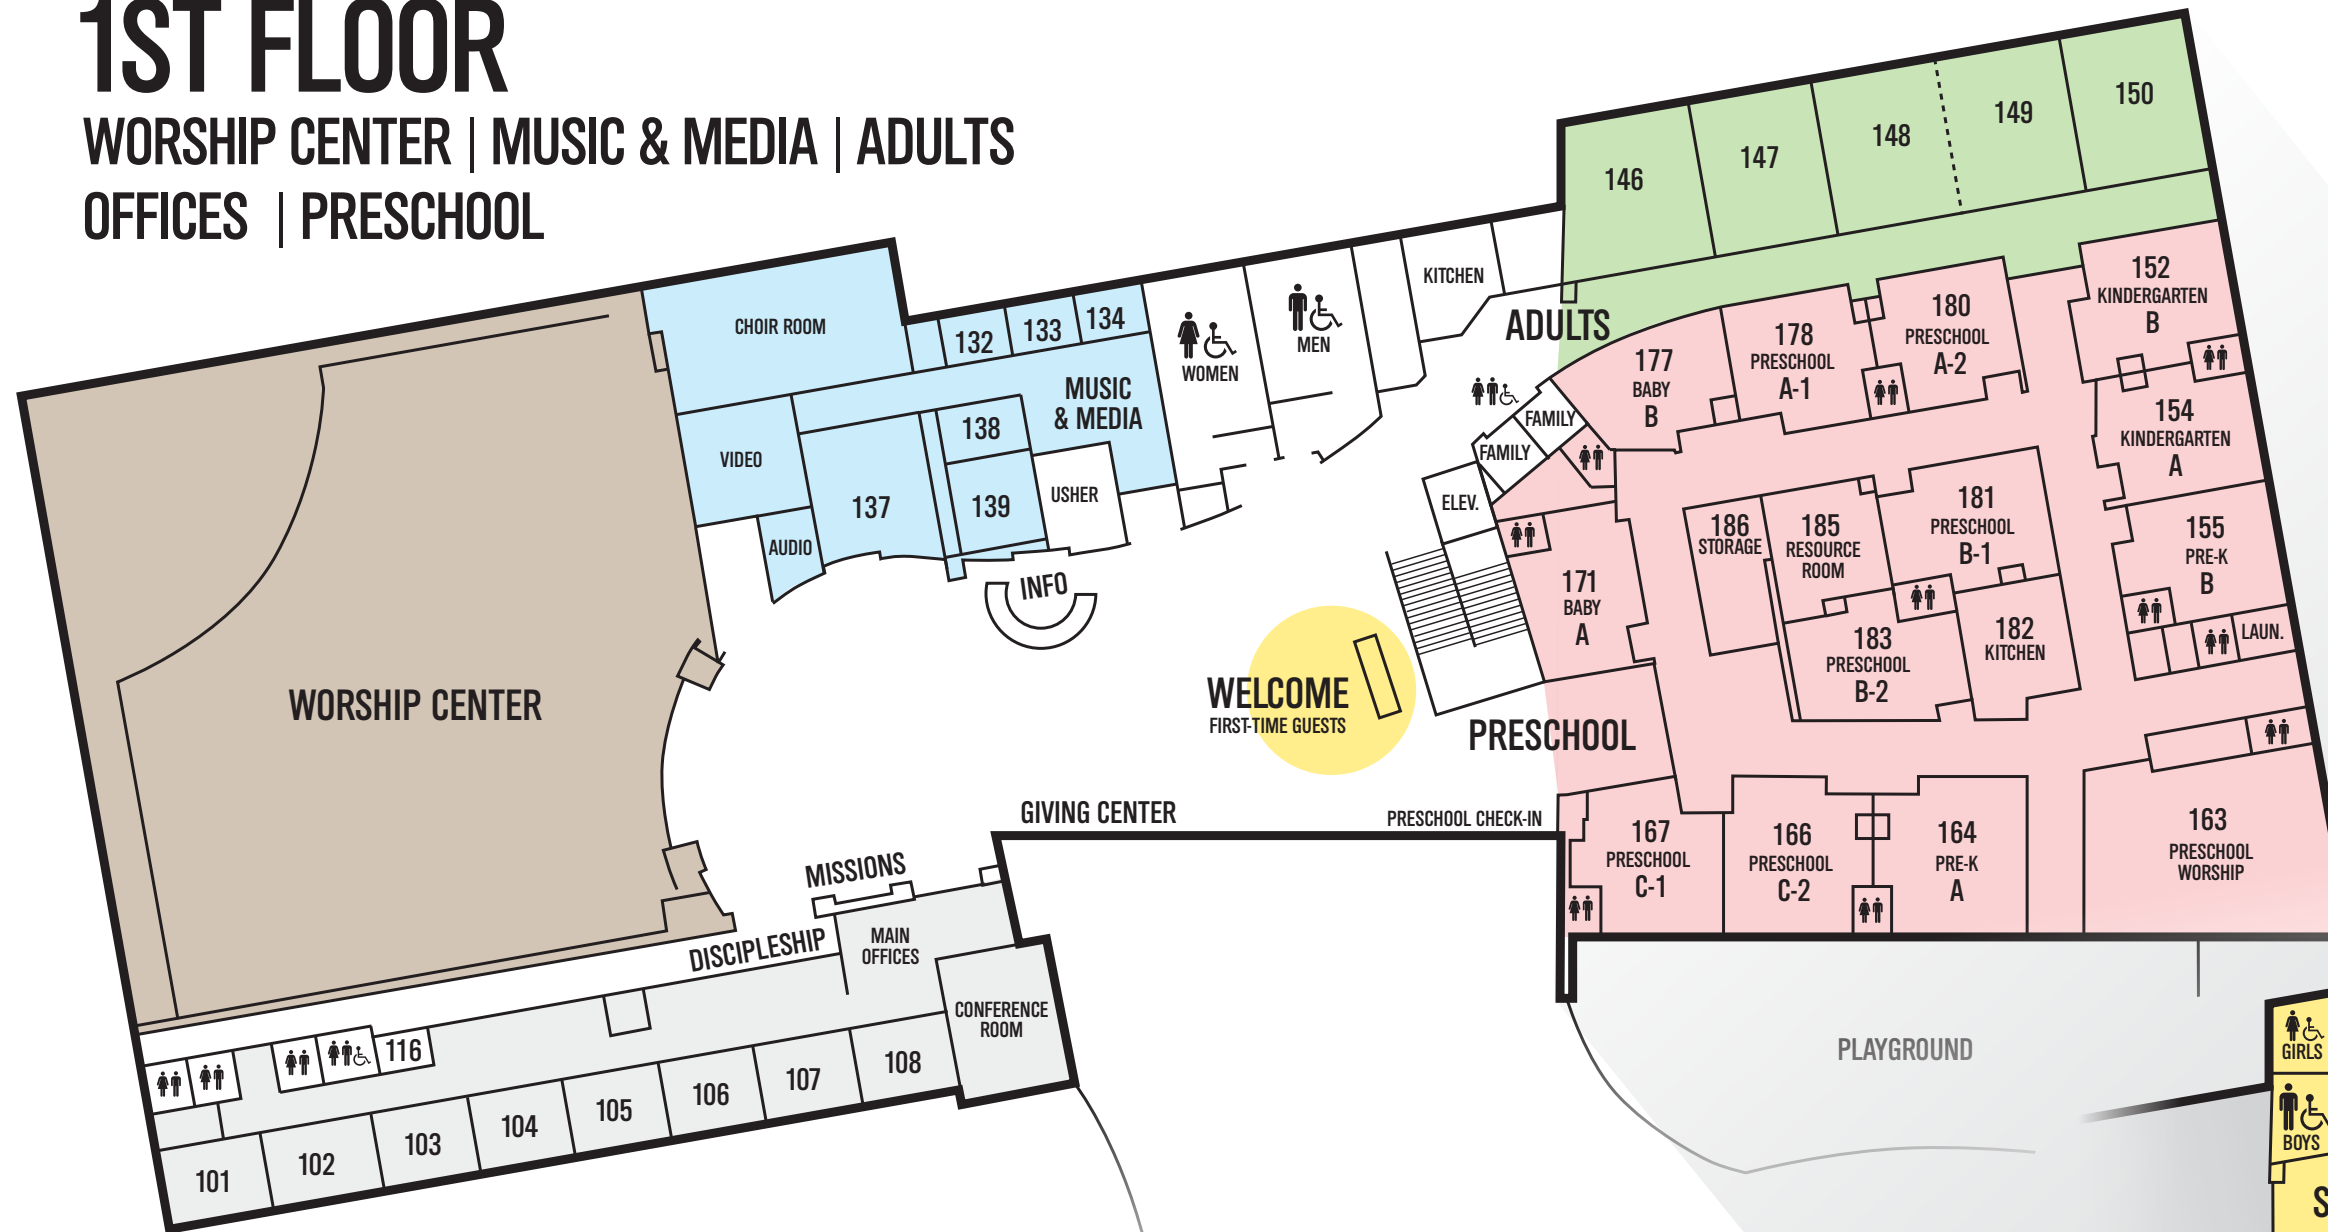 1ST FLOOR
WORSHIP CENTER | MUSIC & MEDIA | ADULTS
OFFICES | PRESCHOOL
146
147
148
149
150
CHOIR ROOM
132
133
134
WOMEN
MEN
KITCHEN
ADULTS
MUSIC
& MEDIA
VIDEO
AUDIO
137
138
139
USHER
INFO
FAMILY
FAMILY
ELEV.
WORSHIP CENTER
WELCOME
FIRST-TIME GUESTS
PRESCHOOL
GIVING CENTER
PRESCHOOL CHECK-IN
177
BABY
B
178
PRESCHOOL
A-1
180
PRESCHOOL
A-2
152
KINDERGARTEN
B
154
KINDERGARTEN
A
155
PRE-K
B
LAUN.
171
BABY
A
186
STORAGE
185
RESOURCE
ROOM
181
PRESCHOOL
B-1
183
PRESCHOOL
B-2
182
KITCHEN
167
PRESCHOOL
C-1
166
PRESCHOOL
C-2
164
PRE-K
A
163
PRESCHOOL
WORSHIP
MISSIONS
DISCIPLESHIP
MAIN
OFFICES
CONFERENCE
ROOM
116
101
102
103
104
105
106
107
108
PLAYGROUND
GIRLS
BOYS
S